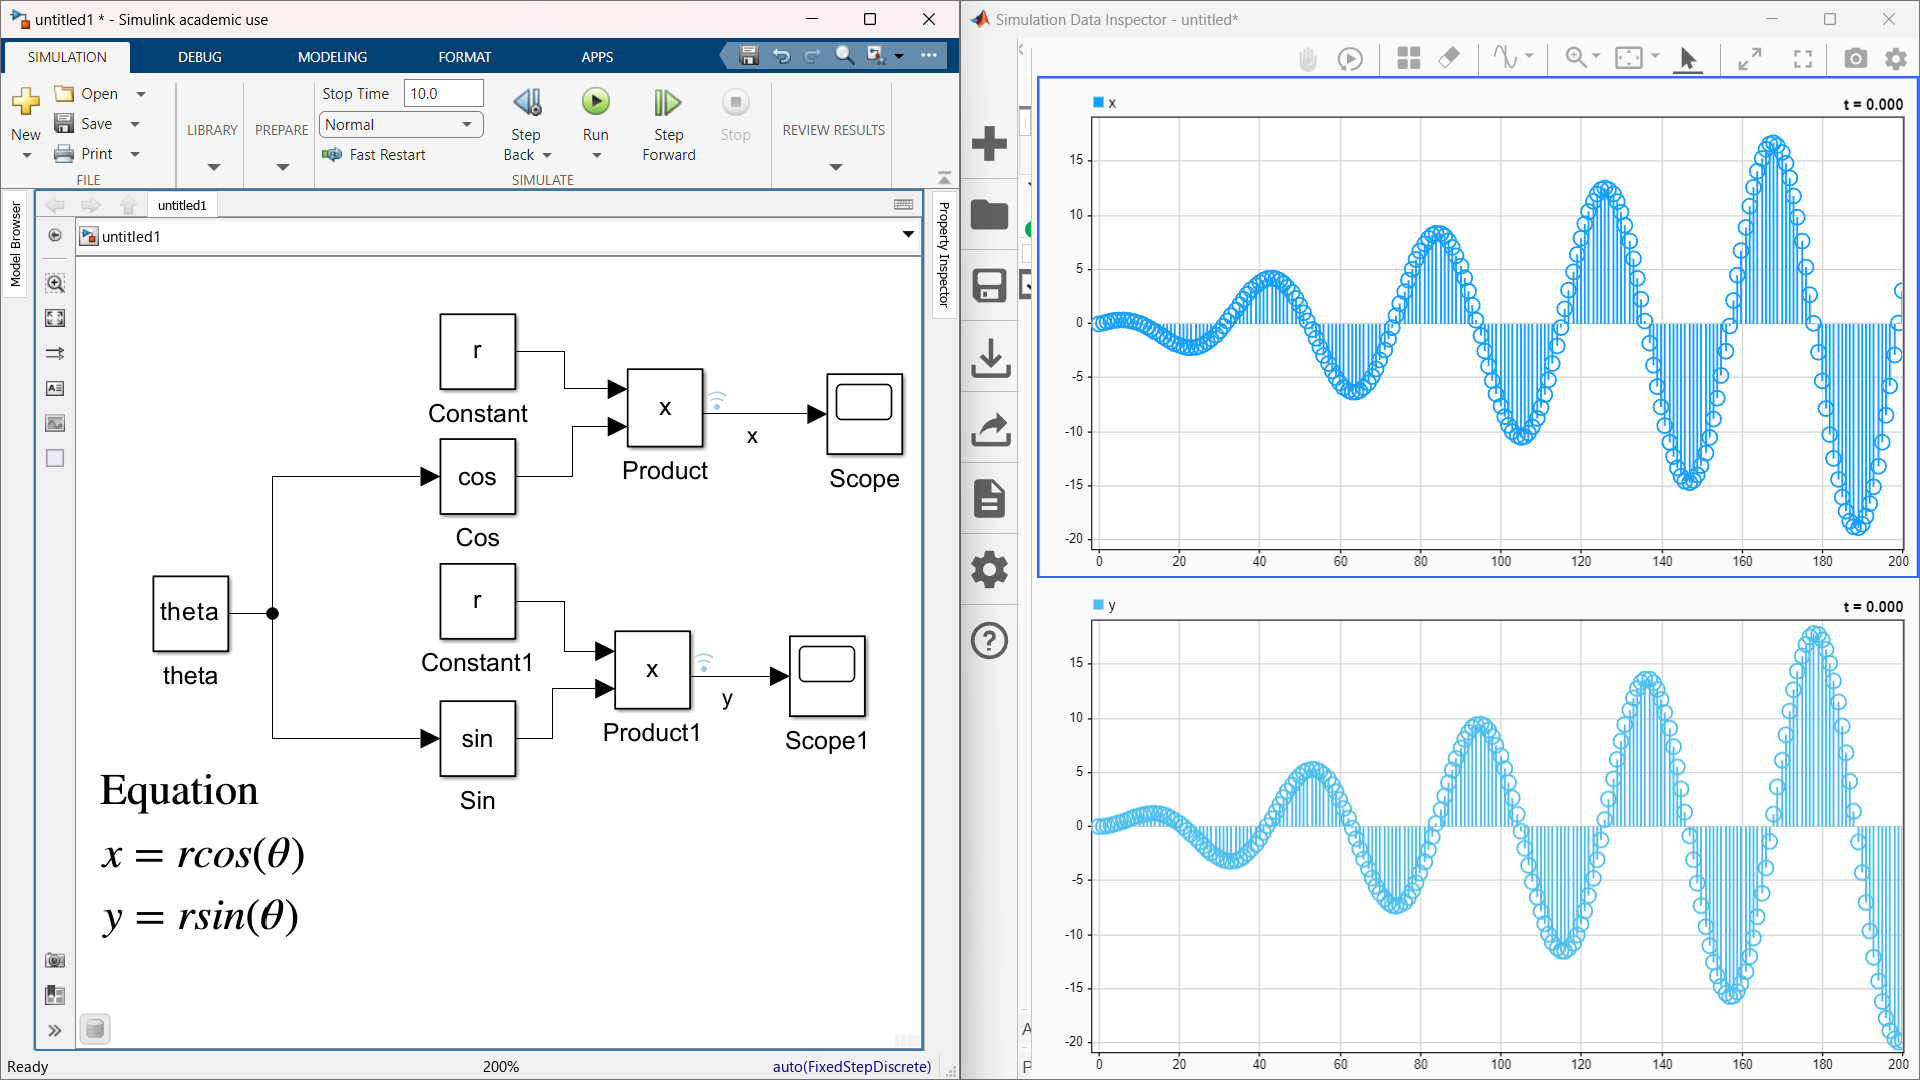 untitled1 * - Simulink academic use
SIMULATION DEBUG MODELING FORMAT APPS
New
Open
Save
Print
FILE
LIBRARY
PREPARE
Stop Time 10.0
Normal
Fast Restart
Step Back
Run
Step Forward
Stop
SIMULATE
REVIEW RESULTS
Model Browser
untitled1
untitled1
Property Inspector
r
Constant
x
Product
x
Scope
cos
Cos
theta
theta
r
Constant1
x
Product1
y
Scope1
sin
Sin
Equation
x = rcos(θ)
y = rsin(θ)
Ready 200% auto(FixedStepDiscrete)
Simulation Data Inspector - untitled*
x t = 0.000
15
10
5
0
-5
-10
-15
-20
0 20 40 60 80 100 120 140 160 180 200
y t = 0.000
15
10
5
0
-5
-10
-15
-20
0 20 40 60 80 100 120 140 160 180 200